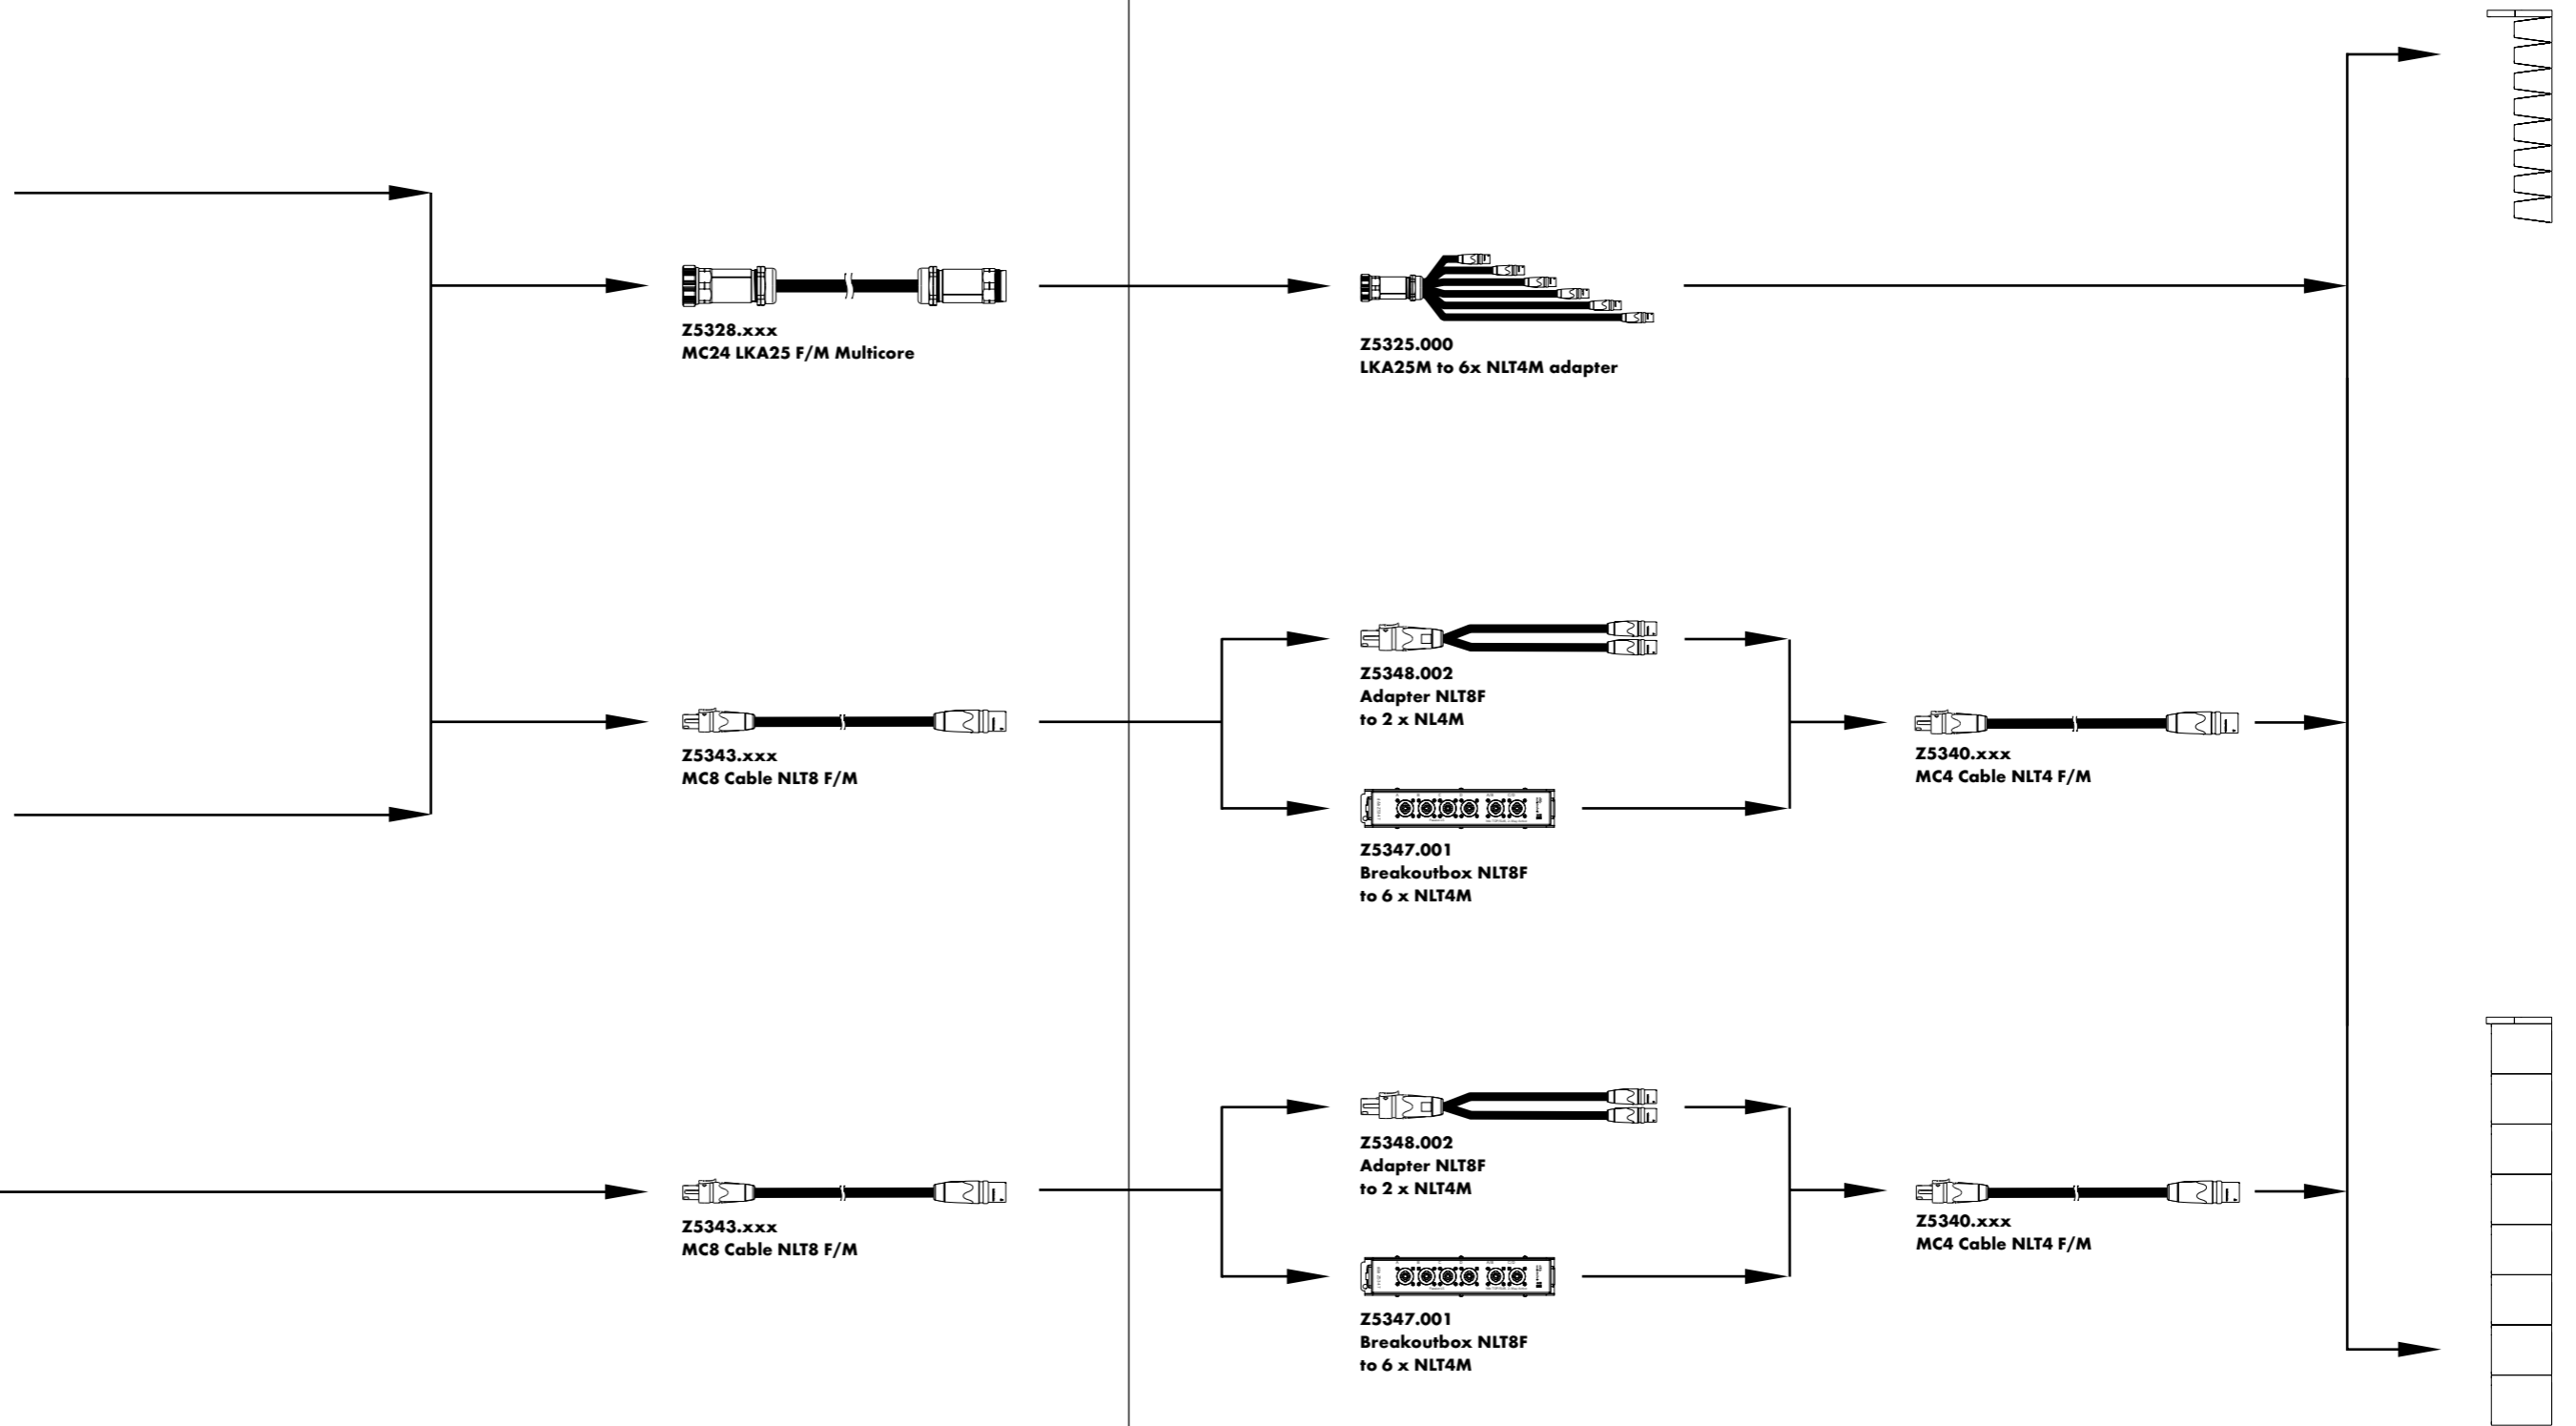 Z5328.xxx
MC24 LKA25 F/M Multicore
Z5325.000
LKA25M to 6x NLT4M adapter
Z5348.002
Adapter NLT8F
to 2 x NL4M
Z5343.xxx
MC8 Cable NLT8 F/M
Z5340.xxx
MC4 Cable NLT4 F/M
Z5347.001
Breakoutbox NLT8F
to 6 x NLT4M
Z5348.002
Adapter NLT8F
to 2 x NLT4M
Z5343.xxx
MC8 Cable NLT8 F/M
Z5340.xxx
MC4 Cable NLT4 F/M
Z5347.001
Breakoutbox NLT8F
to 6 x NLT4M